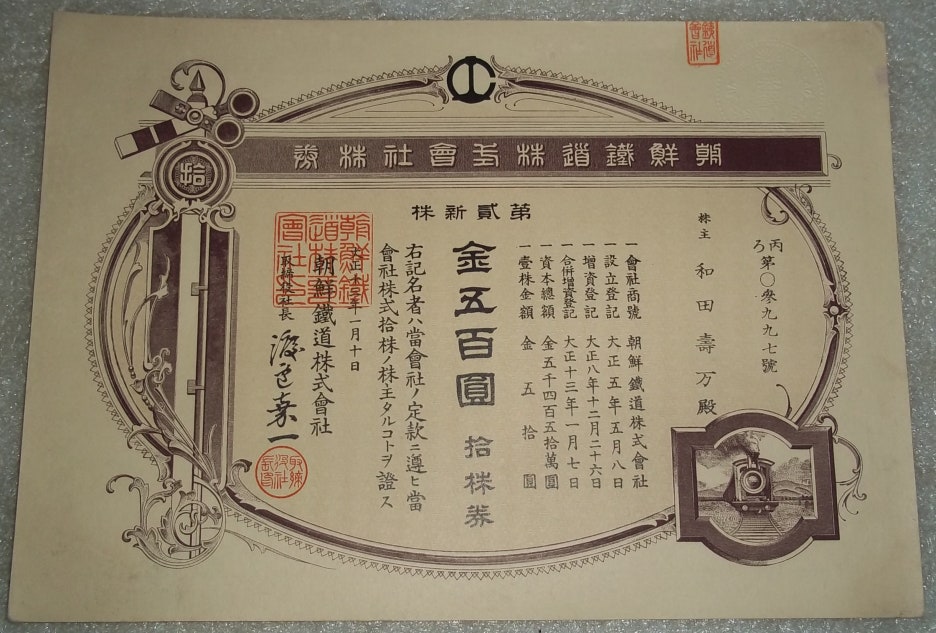 朝鮮鐵道株式會社株券
拾
第貳新株
丙ろ第〇參九九七號
株主 和田壽万殿
一會社商號 朝鮮鐵道株式會社
一設立登記 大正五年五月八日
一增資登記 大正八年十二月二十六日
一合併增資登記 大正十三年一月七日
一資本總額 金五千四百五拾萬圓
一壹株金額 金五拾圓
金五百圓 拾株券
右記名者ハ當會社ノ定款ニ遵ヒ當
會社株式拾株ノ株主タルコトヲ證ス
大正十三年一月十日
朝鮮鐵道株式會社
取締役社長 渡邊嘉一